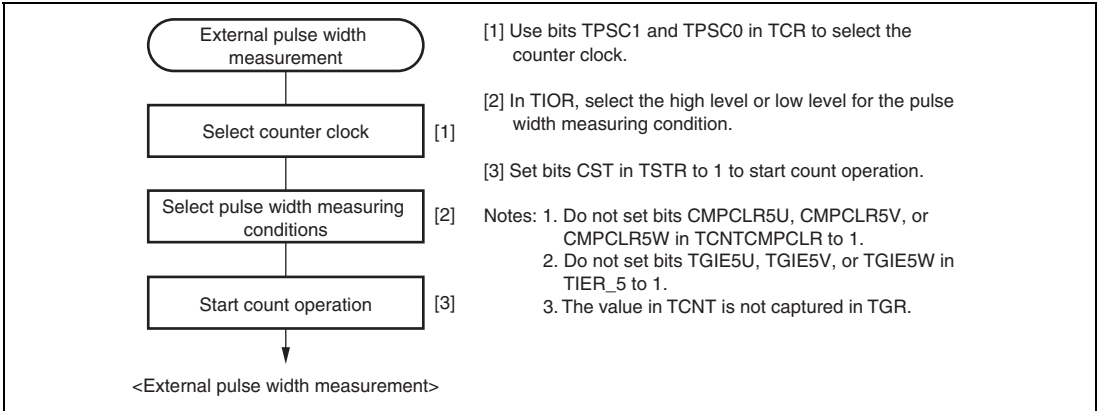 External pulse width
measurement
Select counter clock
[1]
Select pulse width measuring
conditions
[2]
Start count operation
[3]
<External pulse width measurement>
[1] Use bits TPSC1 and TPSC0 in TCR to select the
counter clock.
[2] In TIOR, select the high level or low level for the pulse
width measuring condition.
[3] Set bits CST in TSTR to 1 to start count operation.
Notes: 1. Do not set bits CMPCLR5U, CMPCLR5V, or
CMPCLR5W in TCNTCMPCLR to 1.
2. Do not set bits TGIE5U, TGIE5V, or TGIE5W in
TIER_5 to 1.
3. The value in TCNT is not captured in TGR.